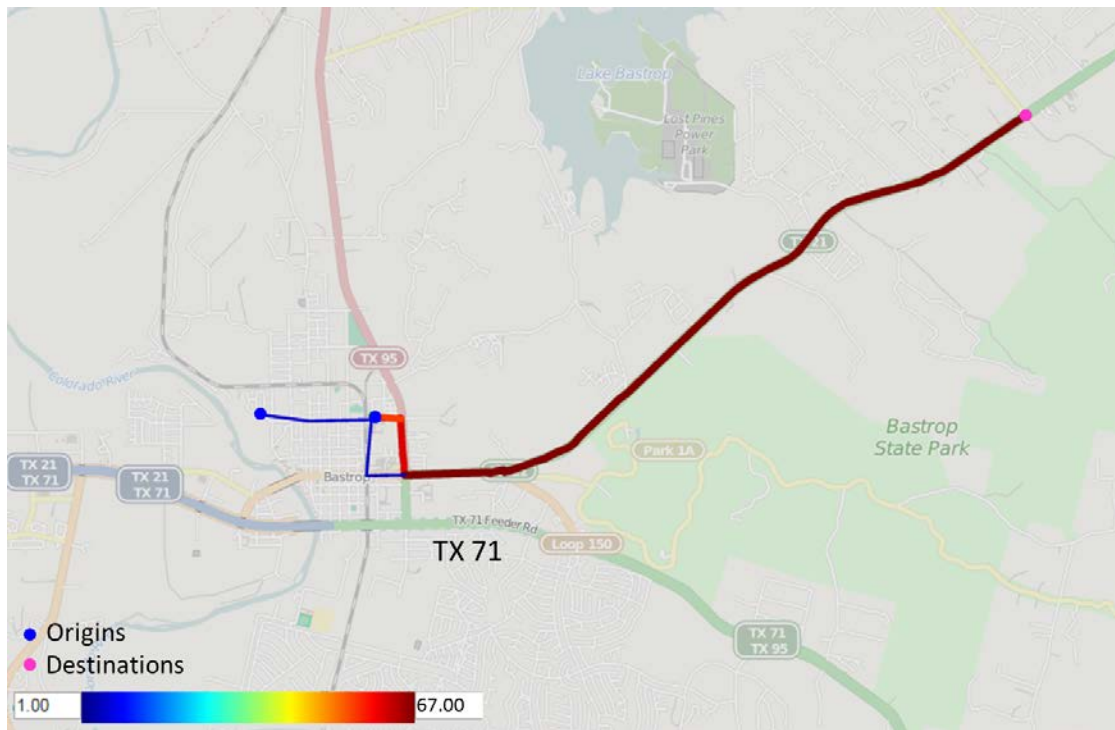 Lake Bastrop
Lost Pines
Power
Park
TX 21
TX 95
Colorado River
Bastrop
State Park
Park 1A
TX 21
TX 71
TX 21
TX 71
Bastrop
TX 71 Feeder Rd
Loop 150
TX 71
TX 71
TX 95
Origins
Destinations
1.00
67.00